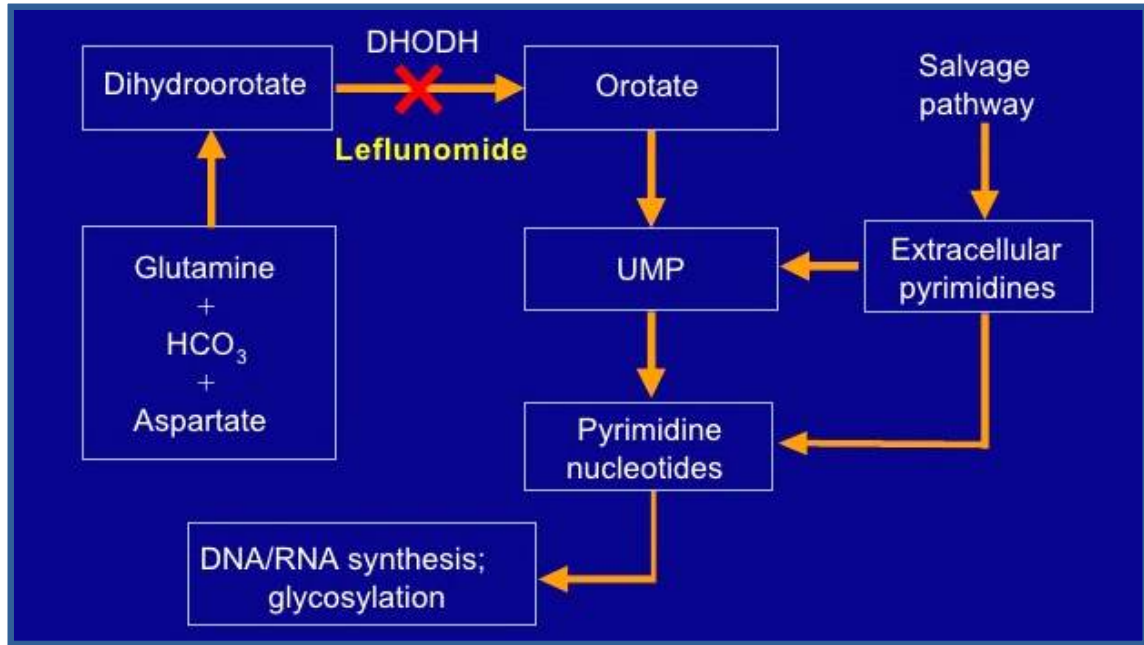 DHODH
Dihydroorotate
Orotate
Salvage
pathway
Leflunomide
Glutamine
+
HCO₃
+
Aspartate
UMP
Extracellular
pyrimidines
Pyrimidine
nucleotides
DNA/RNA synthesis;
glycosylation